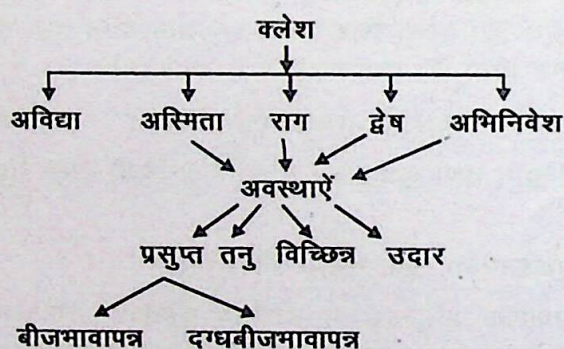 क्लेश
अविद्या अस्मिता राग द्वेष अभिनिवेश
अवस्थाऐं
प्रसुप्त तनु विच्छिन्न उदार
बीजभावापन्न दग्धबीजभावापन्न